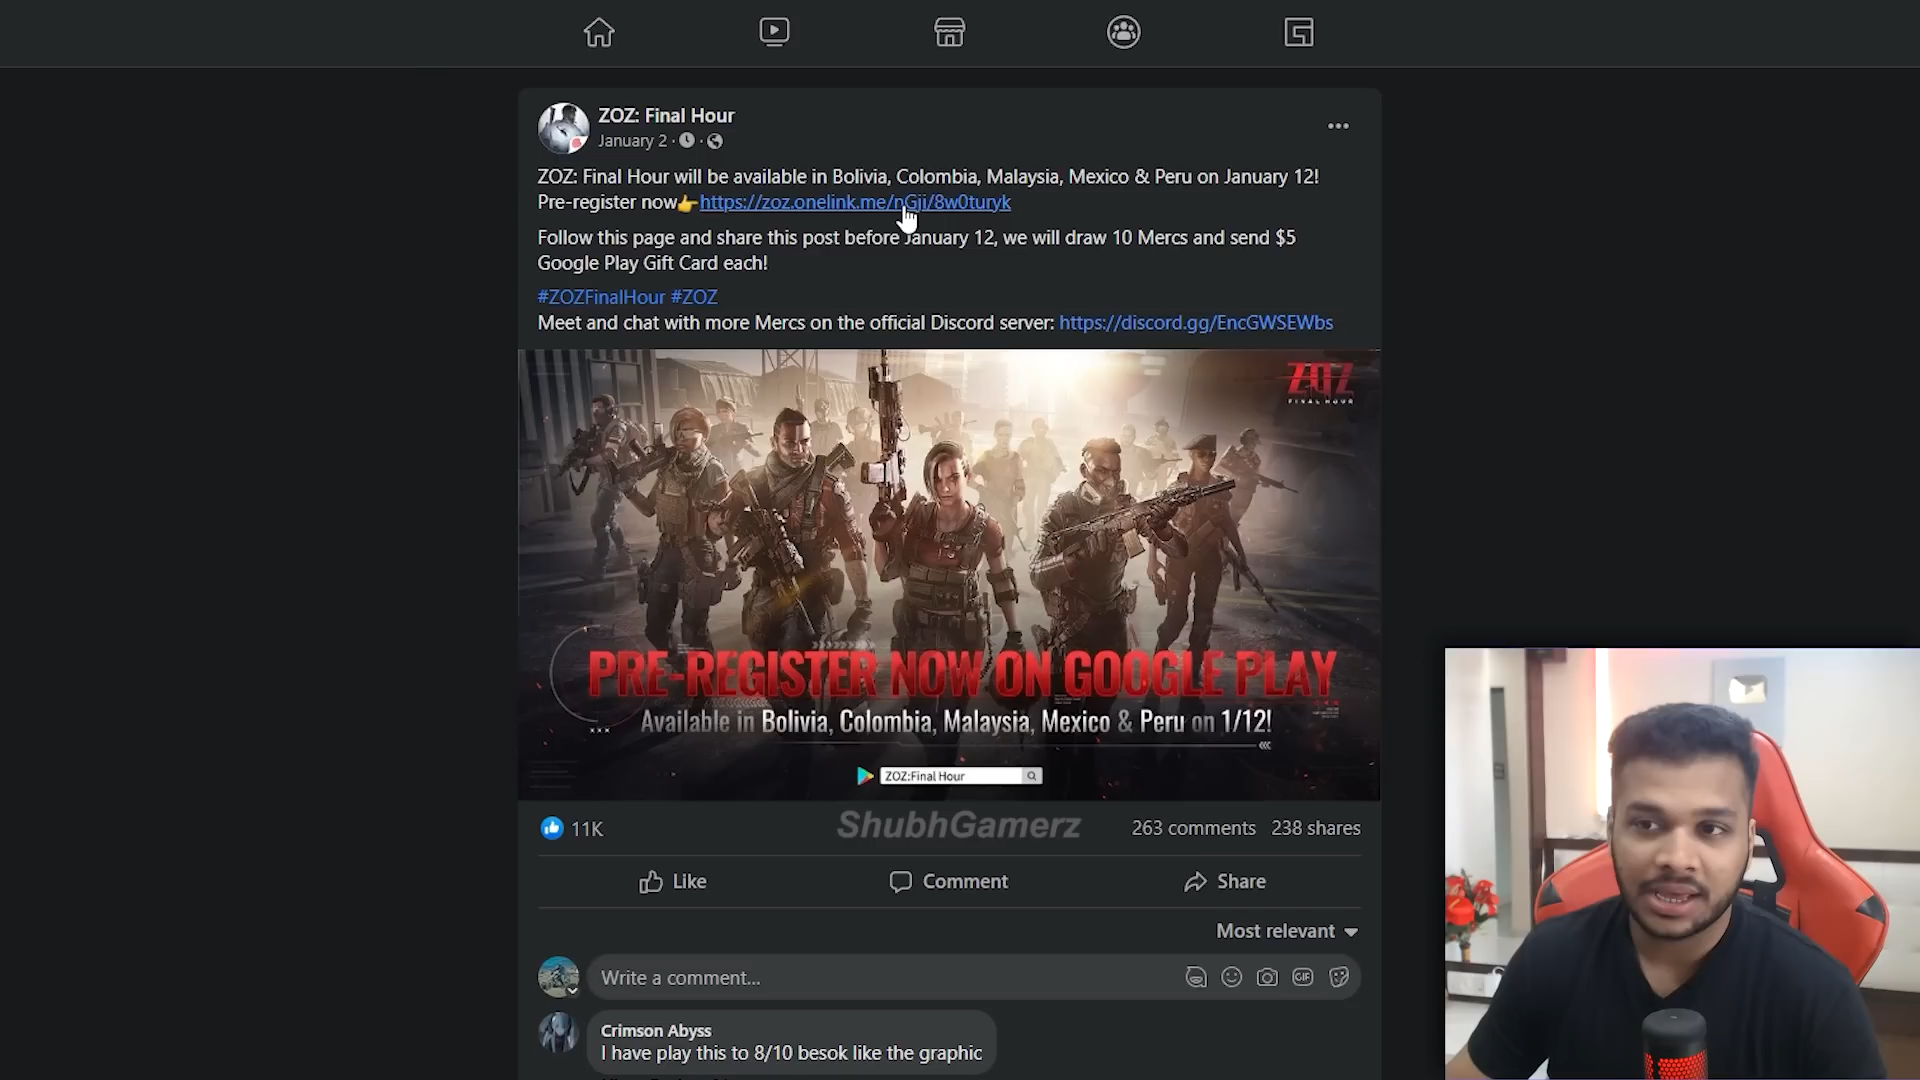 ZOZ: Final Hour
January 2 ·
ZOZ: Final Hour will be available in Bolivia, Colombia, Malaysia, Mexico & Peru on January 12!
Pre-register now👉https://zoz.onelink.me/nGji/8w0turyk
Follow this page and share this post before January 12, we will draw 10 Mercs and send $5
Google Play Gift Card each!
#ZOZFinalHour #ZOZ
Meet and chat with more Mercs on the official Discord server: https://discord.gg/EncGWSEWbs
ZOZ
FINAL HOUR
PRE-REGISTER NOW ON GOOGLE PLAY
Available in Bolivia, Colombia, Malaysia, Mexico & Peru on 1/12!
ZOZ:Final Hour
ShubhGamerz
11K
263 comments 238 shares
Like Comment Share
Most relevant
Write a comment...
GIF
Crimson Abyss
I have play this to 8/10 besok like the graphic